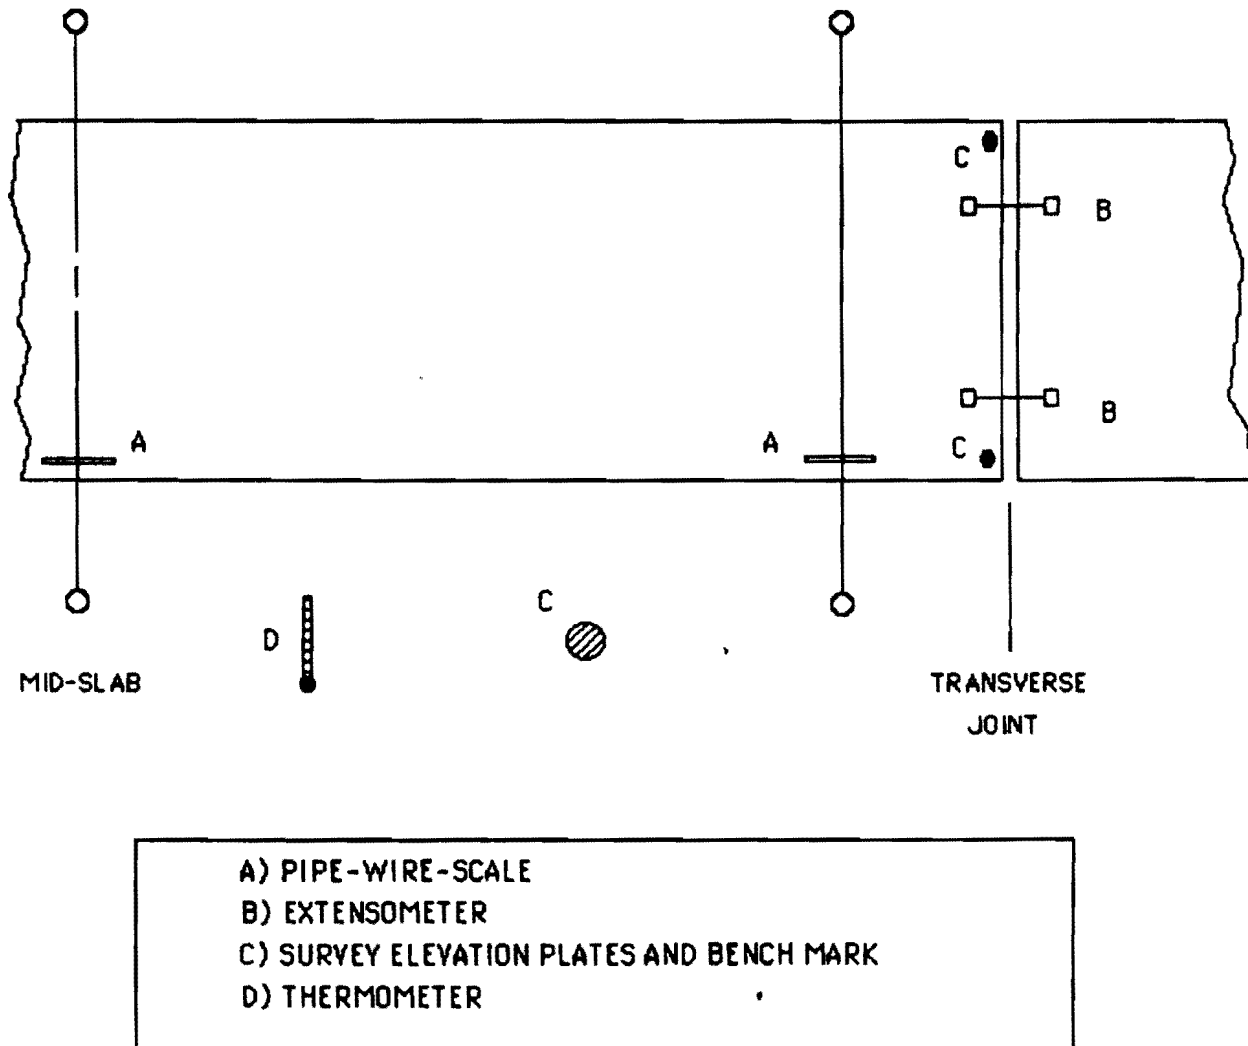 C
B
B
A
A
C
C
D
MID-SLAB
TRANSVERSE
JOINT
A) PIPE-WIRE-SCALE
B) EXTENSOMETER
C) SURVEY ELEVATION PLATES AND BENCH MARK
D) THERMOMETER